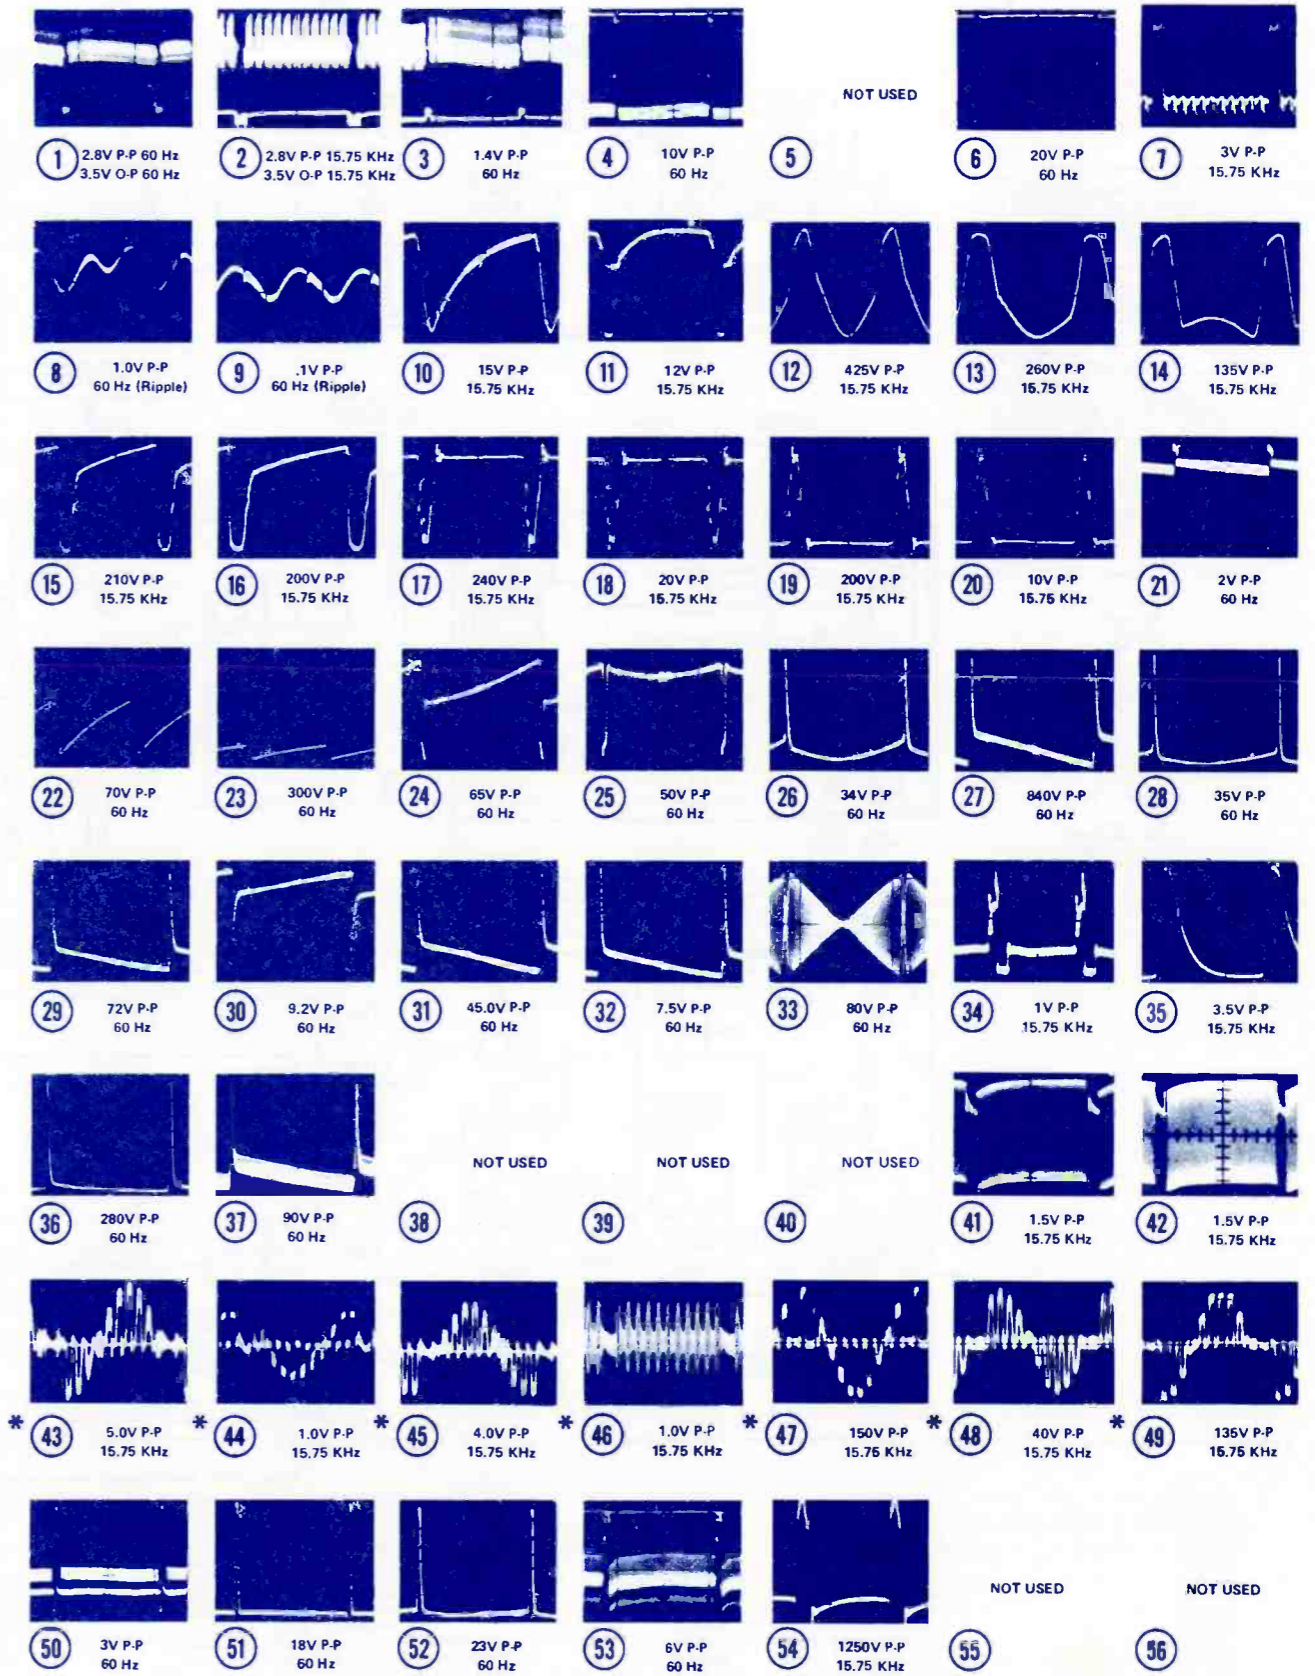 NOT USED
1 2.8V P-P 60 Hz
3.5V O-P 60 Hz
2 2.8V P-P 15.75 KHz
3.5V O-P 15.75 KHz
3 1.4V P-P
60 Hz
4 10V P-P
60 Hz
5
6 20V P-P
60 Hz
7 3V P-P
15.75 KHz
8 1.0V P-P
60 Hz (Ripple)
9 .1V P-P
60 Hz (Ripple)
10 15V P-P
15.75 KHz
11 12V P-P
15.75 KHz
12 425V P-P
15.75 KHz
13 260V P-P
15.75 KHz
14 135V P-P
15.75 KHz
15 210V P-P
15.75 KHz
16 200V P-P
15.75 KHz
17 240V P-P
15.75 KHz
18 20V P-P
15.75 KHz
19 200V P-P
15.75 KHz
20 10V P-P
15.75 KHz
21 2V P-P
60 Hz
22 70V P-P
60 Hz
23 300V P-P
60 Hz
24 65V P-P
60 Hz
25 50V P-P
60 Hz
26 34V P-P
60 Hz
27 840V P-P
60 Hz
28 35V P-P
60 Hz
29 72V P-P
60 Hz
30 9.2V P-P
60 Hz
31 45.0V P-P
60 Hz
32 7.5V P-P
60 Hz
33 80V P-P
60 Hz
34 1V P-P
15.75 KHz
35 3.5V P-P
15.75 KHz
36 280V P-P
60 Hz
37 90V P-P
60 Hz
NOT USED
38
NOT USED
39
NOT USED
40
41 1.5V P-P
15.75 KHz
42 1.5V P-P
15.75 KHz
* 43 5.0V P-P
15.75 KHz
* 44 1.0V P-P
15.75 KHz
* 45 4.0V P-P
15.75 KHz
* 46 1.0V P-P
15.75 KHz
* 47 150V P-P
15.75 KHz
* 48 40V P-P
15.75 KHz
* 49 135V P-P
15.75 KHz
50 3V P-P
60 Hz
51 18V P-P
60 Hz
52 23V P-P
60 Hz
53 6V P-P
60 Hz
54 1250V P-P
15.75 KHz
NOT USED
55
NOT USED
56